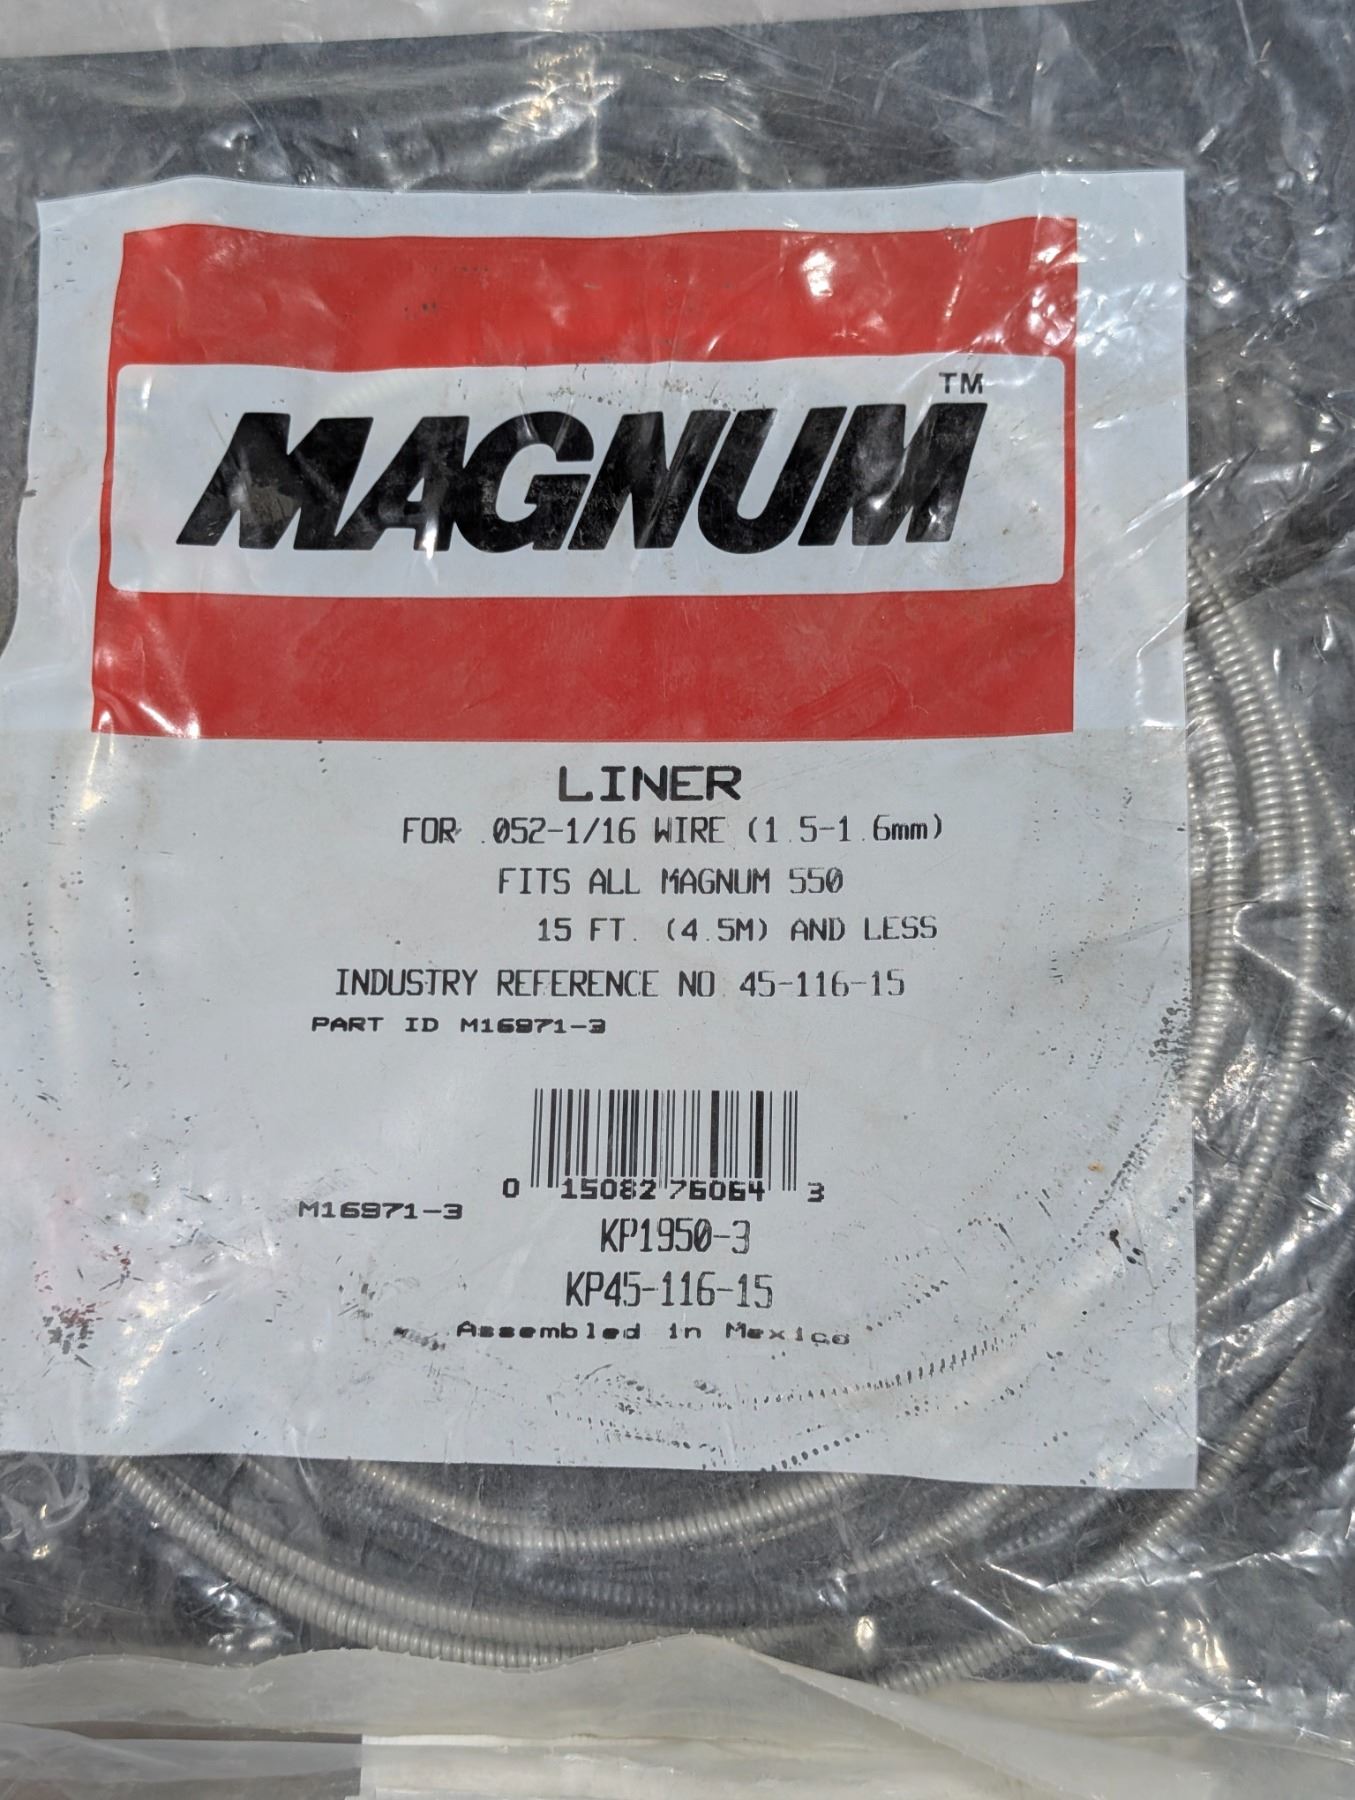 MAGNUM™
LINER
FOR .052-1/16 WIRE (1.5-1.6mm)
FITS ALL MAGNUM 550
15 FT. (4.5M) AND LESS
INDUSTRY REFERENCE NO 45-116-15
PART ID M16971-3
0 15082 76064 3
M16971-3
KP1950-3
KP45-116-15
Assembled in Mexico